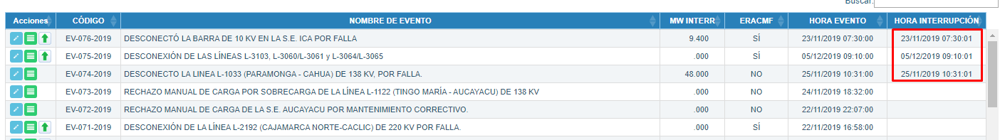 Buscar:
Acciones CÓDIGO NOMBRE DE EVENTO MW INTERR ERACMF HORA EVENTO HORA INTERRUPCIÓN
EV-076-2019 DESCONECTÓ LA BARRA DE 10 KV EN LA S.E. ICA POR FALLA 9.400 SÍ 23/11/2019 07:30:00 23/11/2019 07:30:01
EV-075-2019 DESCONEXIÓN DE LAS LÍNEAS L-3103, L-3060/L-3061 y L-3064/L-3065 .000 SÍ 05/12/2019 09:10:00 05/12/2019 09:10:01
EV-074-2019 DESCONECTO LA LINEA L-1033 (PARAMONGA - CAHUA) DE 138 KV, POR FALLA. 48.000 NO 25/11/2019 10:31:00 25/11/2019 10:31:01
EV-073-2019 RECHAZO MANUAL DE CARGA POR SOBRECARGA DE LA LÍNEA L-1122 (TINGO MARÍA - AUCAYACU) DE 138 KV .000 NO 24/11/2019 18:32:00
EV-072-2019 RECHAZO MANUAL DE CARGA DE LA S.E. AUCAYACU POR MANTENIMIENTO CORRECTIVO. .000 NO 22/11/2019 22:07:00
EV-071-2019 DESCONEXIÓN DE LA LÍNEA L-2192 (CAJAMARCA NORTE-CACLIC) DE 220 KV POR FALLA. .000 SÍ 22/11/2019 16:58:00